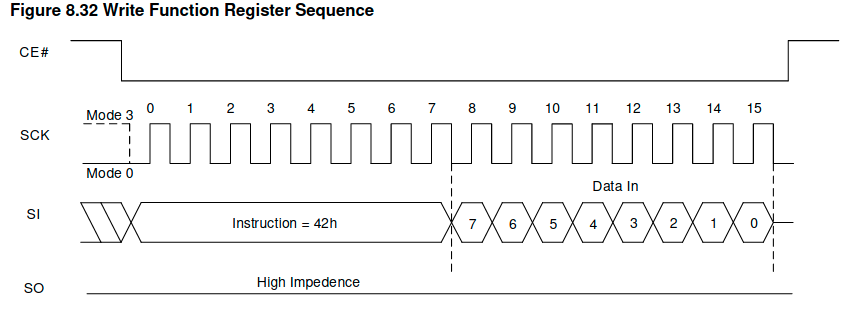 Figure 8.32 Write Function Register Sequence
CE#
Mode 3
0 1 2 3 4 5 6 7 8 9 10 11 12 13 14 15
SCK
Mode 0
Data In
SI
Instruction = 42h
7 6 5 4 3 2 1 0
High Impedence
SO